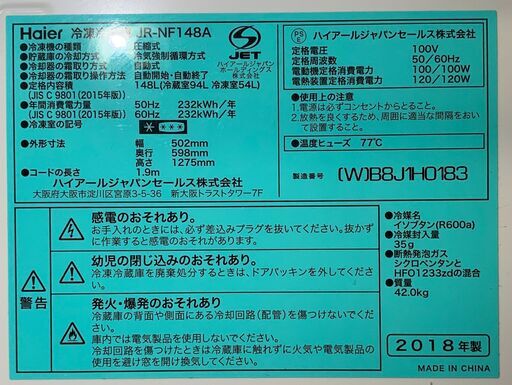 Haier 冷凍冷 JR-NF148A
●冷凍機の種類 圧縮式
●貯蔵庫の冷却方式 冷気強制循環方式
●冷却器の霜取り方式 自動式
●冷却器の霜取り操作方法 自動開始・自動終了
●定格内容積 148L(冷蔵室94L 冷凍室54L)
(JIS C 9801(2015年版))
●年間消費電力量 50Hz 232kWh/年
(JIS C 9801(2015年版)) 60Hz 232kWh/年
●冷凍室の記号
●外形寸法 幅 502mm
奥行 598mm
高さ 1275mm
●コードの長さ 1.9m
ハイアールジャパンセールス株式会社
大阪府大阪市淀川区宮原3-5-36 新大阪トラストタワー7F
S JET
ハイアールジャパン
ホールディングス
株式会社
PS E
ハイアールジャパンセールス株式会社
定格電圧 100V
定格周波数 50/60Hz
電動機定格消費電力 100/100W
電熱装置定格消費電力 120/120W
●使用上の注意
1.電源は必ずコンセントからとること。
2.放熱を良くするため、周囲に適当な間隔をおいて設置すること。
●温度ヒューズ 77℃
製造番号 (W)B8J1H0183
警告
感電のおそれあり。
お手入れのときには、必ず差込みプラグを抜いてください。抜かずに作業すると感電のおそれあり。
幼児の閉じ込めのおそれあり。
冷凍冷蔵庫を廃棄処分するときは、ドアパッキンを外してください。
発火・爆発のおそれあり。
冷蔵庫の背面や側面にある冷却回路(配管)を傷つけないでください。
庫内では電気製品を使用しないでください。
冷却回路を傷つけたときは冷蔵庫に触れずに火気や電気製品の使用を避け窓を開け
●冷媒名
イソブタン(R600a)
●冷媒封入量
35g
●断熱発泡ガス
シクロペンタンと
HFO1233zdの混合
●質量
42.0kg
2018年製
MADE IN CHINA